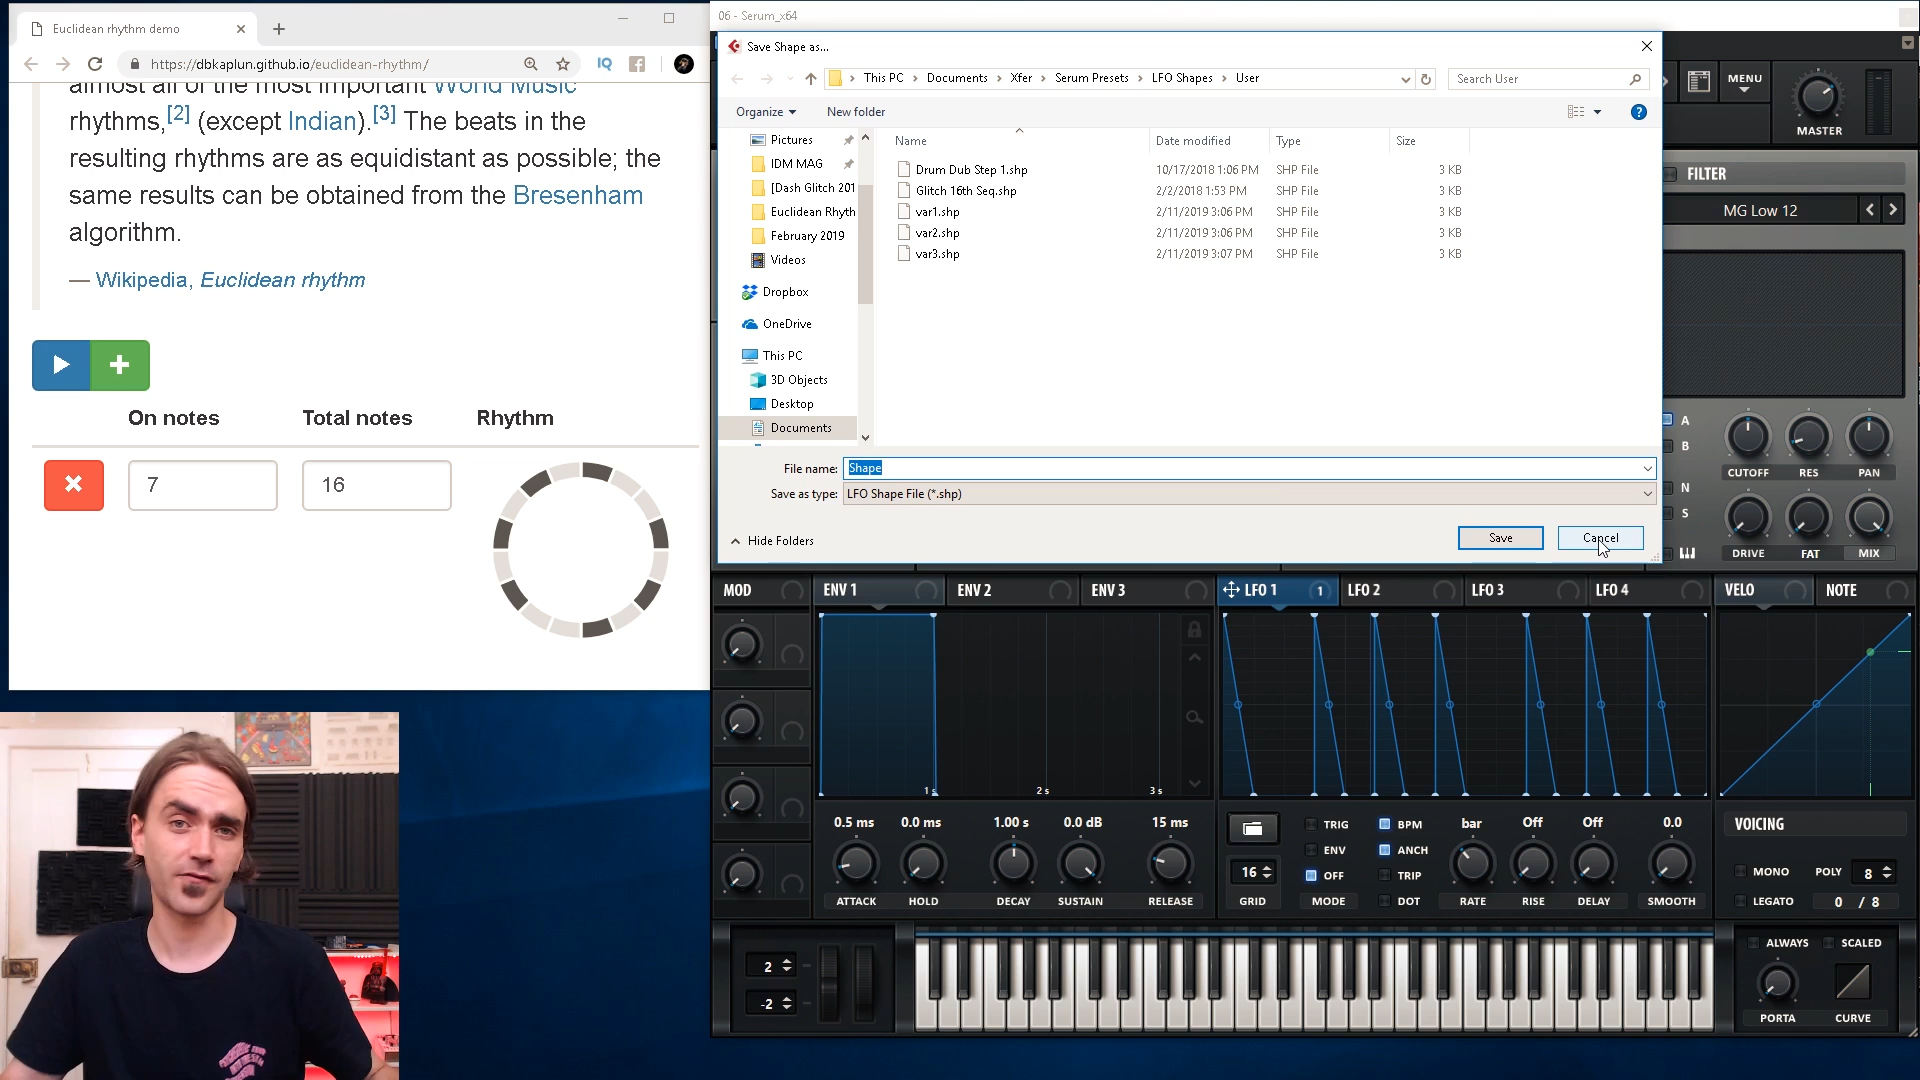 Euclidean rhythm demo
https://dbkaplun.github.io/euclidean-rhythm/
IQ
almost all of the most important World Music
rhythms,[2] (except Indian).[3] The beats in the
resulting rhythms are as equidistant as possible; the
same results can be obtained from the Bresenham
algorithm.
— Wikipedia, Euclidean rhythm
On notes Total notes Rhythm
7 16
06 - Serum_x64
Save Shape as...
This PC Documents Xfer Serum Presets LFO Shapes User
Search User
Organize New folder
Pictures
IDM MAG
[Dash Glitch 201
Euclidean Rhyth
February 2019
Videos
Dropbox
OneDrive
This PC
3D Objects
Desktop
Documents
Name Date modified Type Size
Drum Dub Step 1.shp 10/17/2018 1:06 PM SHP File 3 KB
Glitch 16th Seq.shp 2/2/2018 1:53 PM SHP File 3 KB
var1.shp 2/11/2019 3:06 PM SHP File 3 KB
var2.shp 2/11/2019 3:06 PM SHP File 3 KB
var3.shp 2/11/2019 3:07 PM SHP File 3 KB
File name: Shape
Save as type: LFO Shape File (*.shp)
Hide Folders
Save Cancel
MENU
MASTER
FILTER
MG Low 12
A
B
N
S
CUTOFF RES PAN
DRIVE FAT MIX
MOD ENV 1 ENV 2 ENV 3 LFO 1 1 LFO 2 LFO 3 LFO 4 VELO NOTE
1 s 2 s 3 s
0.5 ms 0.0 ms 1.00 s 0.0 dB 15 ms
ATTACK HOLD DECAY SUSTAIN RELEASE
TRIG BPM bar Off Off 0.0
ENV ANCH
16 OFF TRIP
GRID MODE DOT RATE RISE DELAY SMOOTH
VOICING
MONO POLY 8
LEGATO 0 / 8
2
-2
ALWAYS SCALED
PORTA CURVE